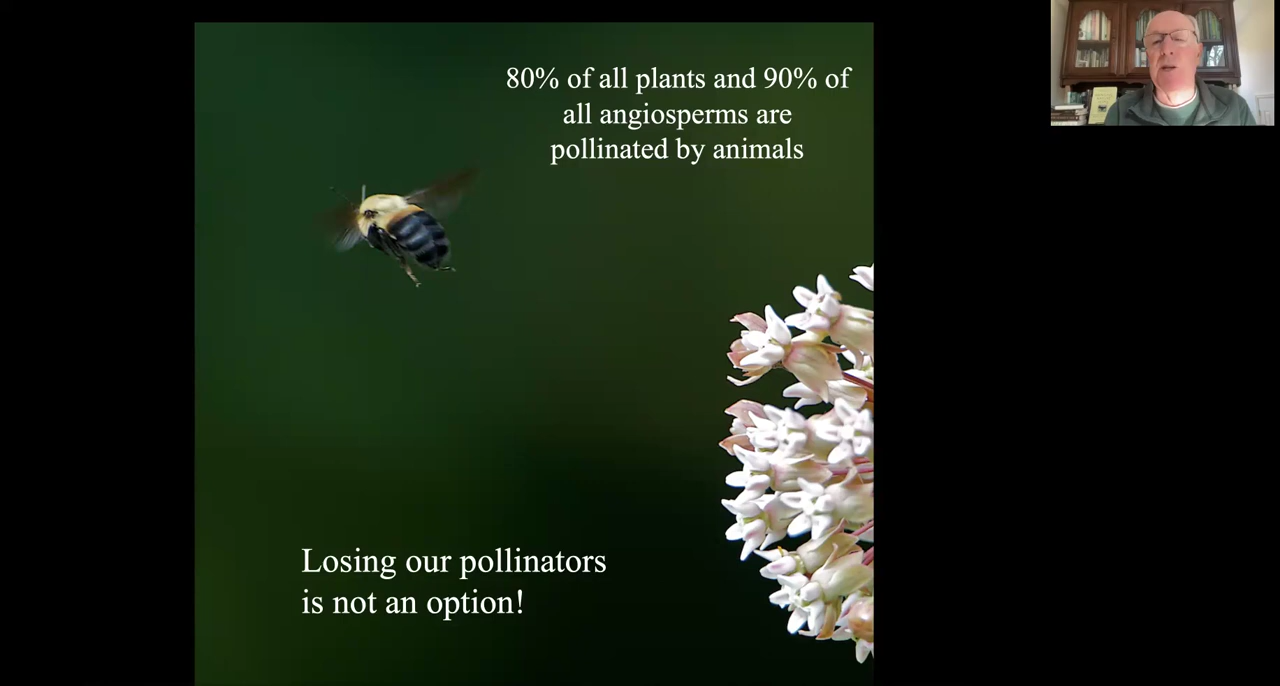 80% of all plants and 90% of
all angiosperms are
pollinated by animals
Losing our pollinators
is not an option!